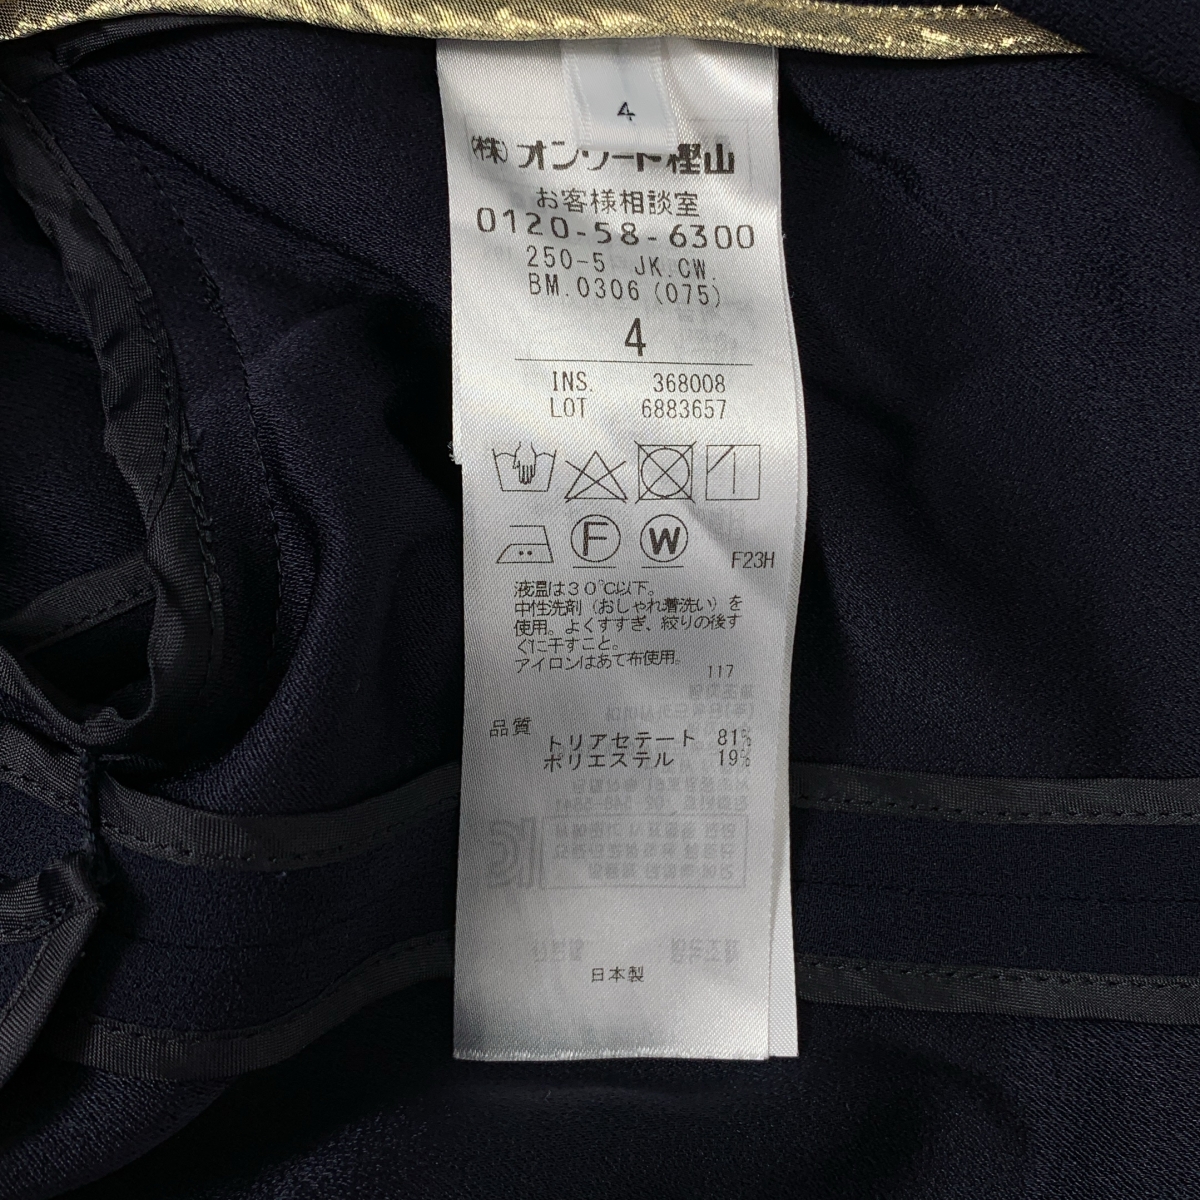 4
(株)オンワード樫山
お客様相談室
0120-58-6300
250-5 JK.CW.
BM.0306(075)
4
INS. 368008
LOT 6883657
F
W
F23H
液温は30℃以下。
中性洗剤(おしゃれ着洗い)を
使用。よくすすぎ、絞りの後す
ぐに干すこと。
アイロンはあて布使用。
117
品質
トリアセテート 81%
ポリエステル 19%
日本製